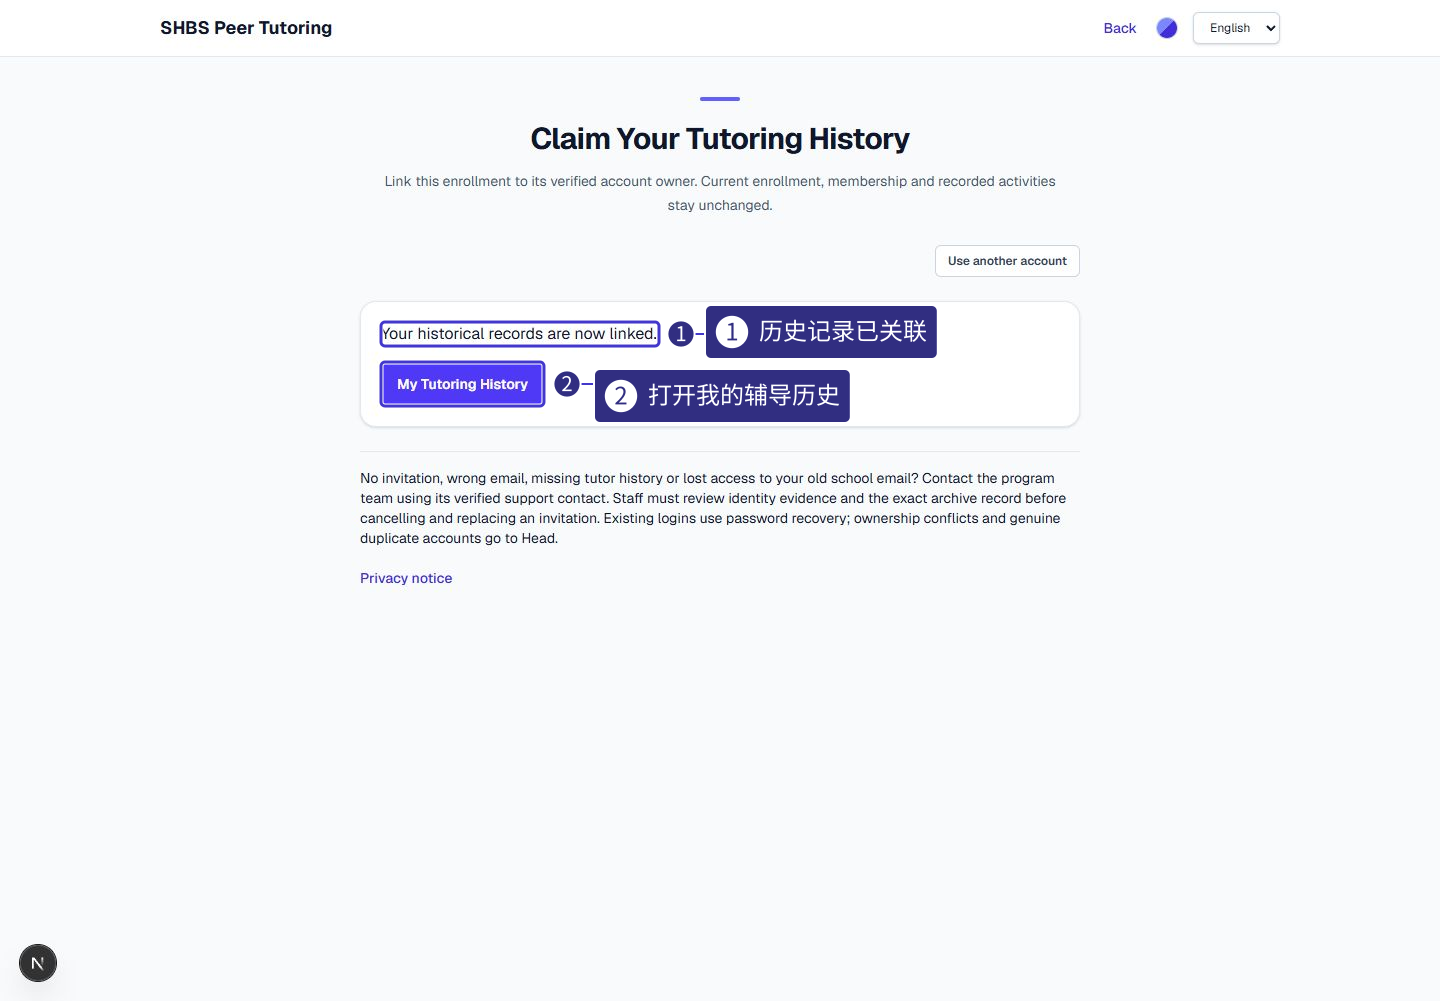 SHBS Peer Tutoring
Back
English
Claim Your Tutoring History
Link this enrollment to its verified account owner. Current enrollment, membership and recorded activities
stay unchanged.
Use another account
Your historical records are now linked.
1
1 历史记录已关联
My Tutoring History
2
2 打开我的辅导历史
No invitation, wrong email, missing tutor history or lost access to your old school email? Contact the program
team using its verified support contact. Staff must review identity evidence and the exact archive record before
cancelling and replacing an invitation. Existing logins use password recovery; ownership conflicts and genuine
duplicate accounts go to Head.
Privacy notice
N